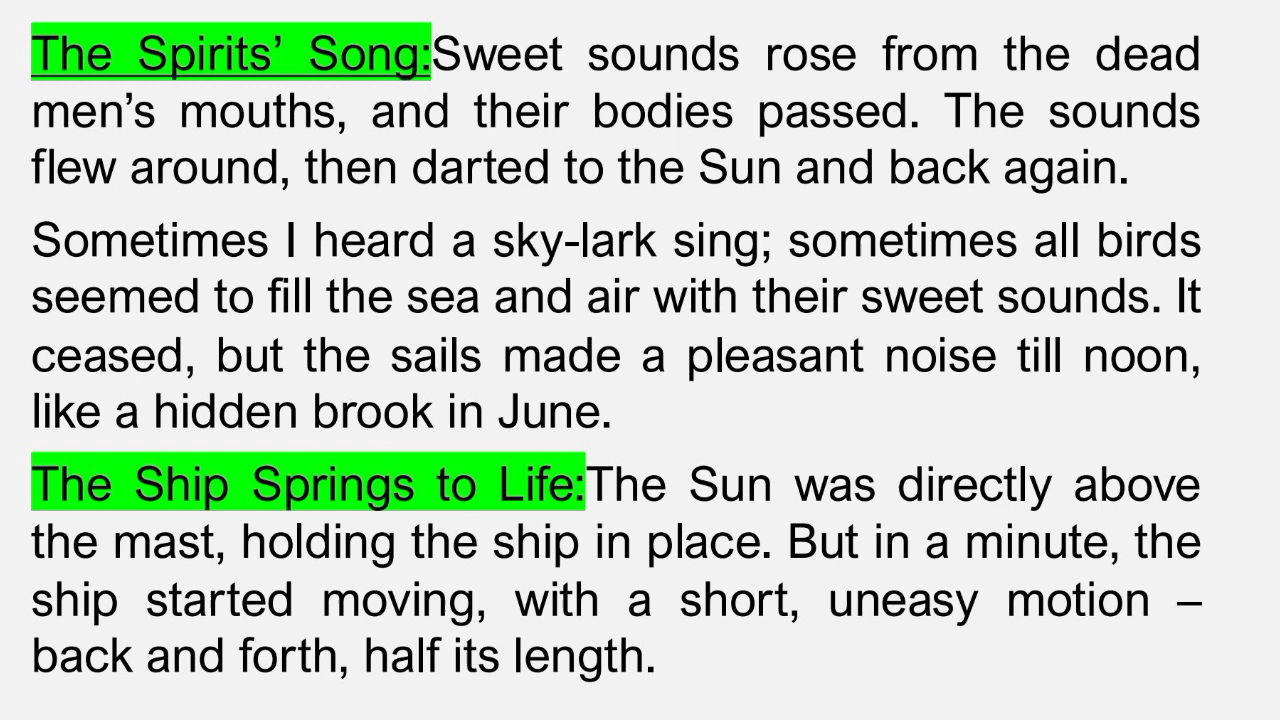 The Spirits’ Song:Sweet sounds rose from the dead
men’s mouths, and their bodies passed. The sounds
flew around, then darted to the Sun and back again.
Sometimes I heard a sky-lark sing; sometimes all birds
seemed to fill the sea and air with their sweet sounds. It
ceased, but the sails made a pleasant noise till noon,
like a hidden brook in June.
The Ship Springs to Life:The Sun was directly above
the mast, holding the ship in place. But in a minute, the
ship started moving, with a short, uneasy motion –
back and forth, half its length.